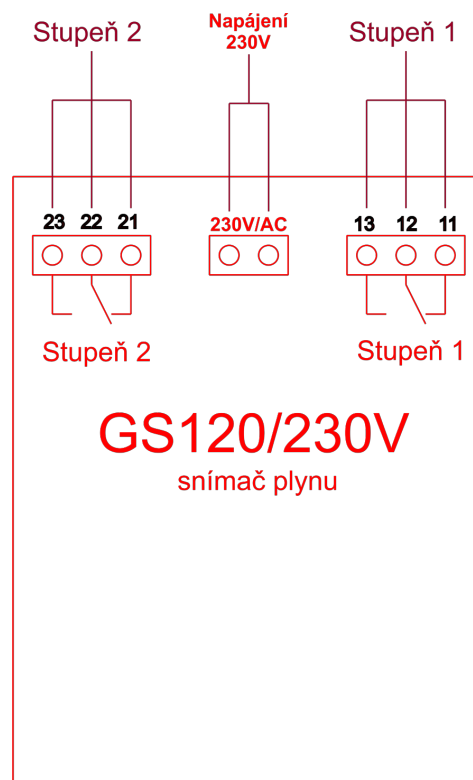 Stupeň 2
Napájení
230V
Stupeň 1
23 22 21
230V/AC
13 12 11
Stupeň 2
Stupeň 1
GS120/230V
snímač plynu